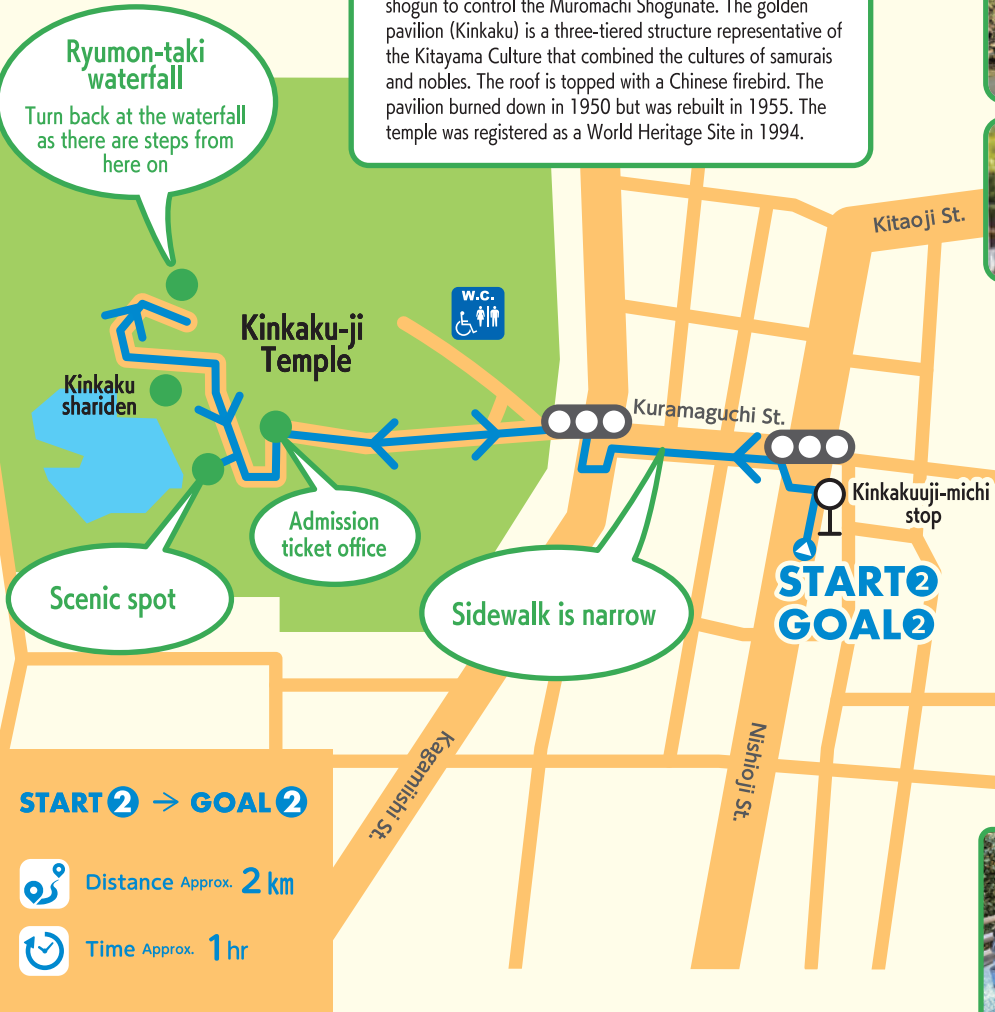 shogun to control the Muromachi Shogunate. The golden
pavilion (Kinkaku) is a three-tiered structure representative of
the Kitayama Culture that combined the cultures of samurais
and nobles. The roof is topped with a Chinese firebird. The
pavilion burned down in 1950 but was rebuilt in 1955. The
temple was registered as a World Heritage Site in 1994.
Ryumon-taki
waterfall
Turn back at the waterfall
as there are steps from
here on
Kitaoji St.
W.C.
Kinkaku-ji
Temple
Kinkaku
shariden
Kuramaguchi St.
Kinkakuuji-michi
stop
Admission
ticket office
Scenic spot
Sidewalk is narrow
START2
GOAL2
Kagamiishi St.
Nishioji St.
START 2 → GOAL 2
Distance Approx. 2 km
Time Approx. 1 hr